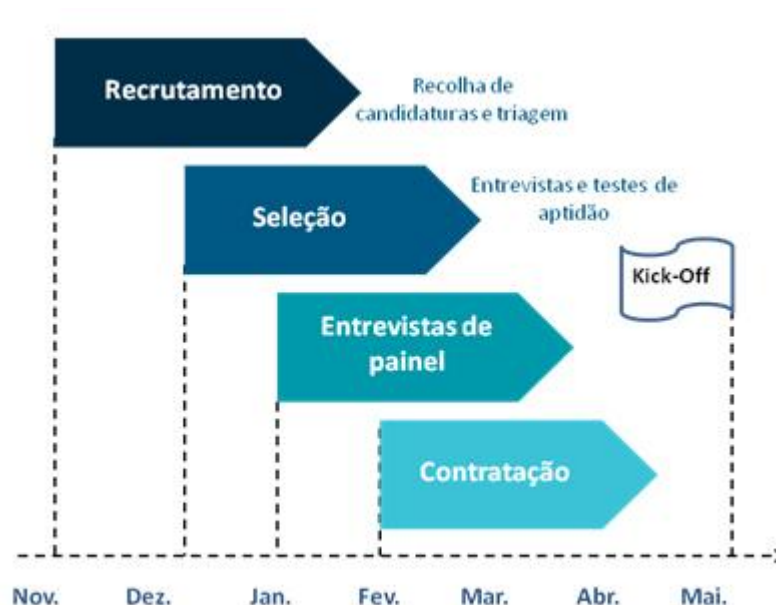 Recrutamento
Recolha de
candidaturas e triagem
Seleção
Entrevistas e testes de
aptidão
Kick-Off
Entrevistas de
painel
Contratação
Nov. Dez. Jan. Fev. Mar. Abr. Mai.